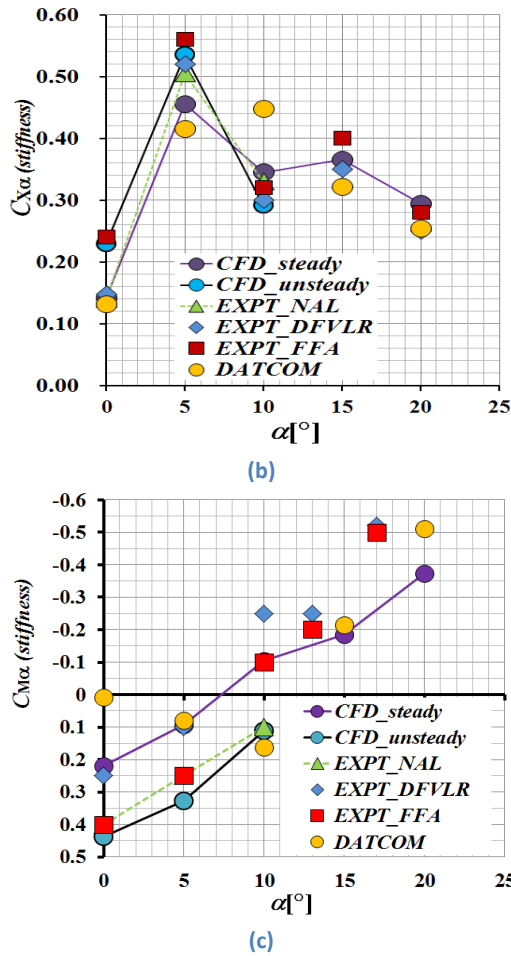 C_Xα (stiffness)
0.60
0.50
0.40
0.30
0.20
0.10
0.00
CFD_steady
CFD_unsteady
EXPT_NAL
EXPT_DFVLR
EXPT_FFA
DATCOM
0 5 10 15 20 25
α[°]
(b)
C_Mα (stiffness)
-0.6
-0.5
-0.4
-0.3
-0.2
-0.1
0
0.1
0.2
0.3
0.4
0.5
CFD_steady
CFD_unsteady
EXPT_NAL
EXPT_DFVLR
EXPT_FFA
DATCOM
0 5 10 15 20 25
α[°]
(c)